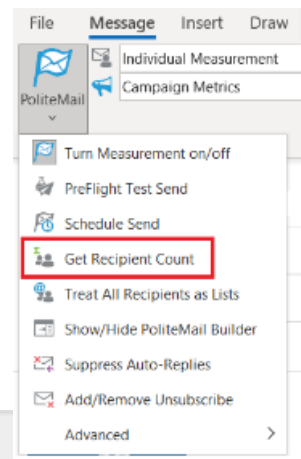 File Message Insert Draw
Individual Measurement
Campaign Metrics
PoliteMail
Turn Measurement on/off
PreFlight Test Send
Schedule Send
Get Recipient Count
Treat All Recipients as Lists
Show/Hide PoliteMail Builder
Suppress Auto-Replies
Add/Remove Unsubscribe
Advanced